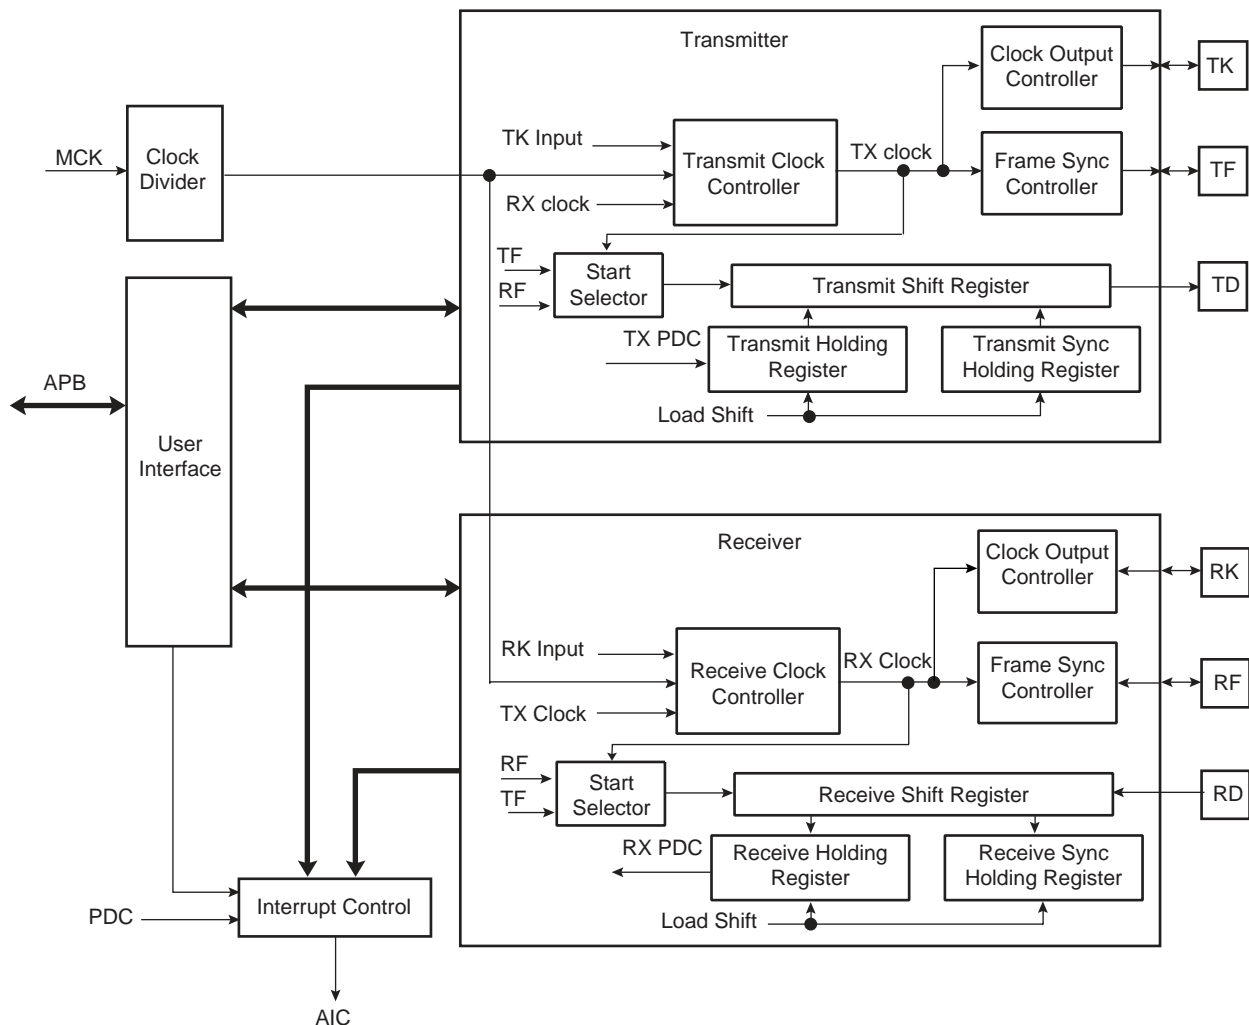 Transmitter
Clock Output
Controller
TK
MCK
Clock
Divider
TK Input
Transmit Clock
Controller
TX clock
Frame Sync
Controller
TF
RX clock
TF
RF
Start
Selector
Transmit Shift Register
TD
TX PDC
Transmit Holding
Register
Transmit Sync
Holding Register
APB
Load Shift
User
Interface
Receiver
Clock Output
Controller
RK
RK Input
Receive Clock
Controller
RX Clock
Frame Sync
Controller
RF
TX Clock
RF
TF
Start
Selector
Receive Shift Register
RD
RX PDC
Receive Holding
Register
Receive Sync
Holding Register
Load Shift
PDC
Interrupt Control
AIC